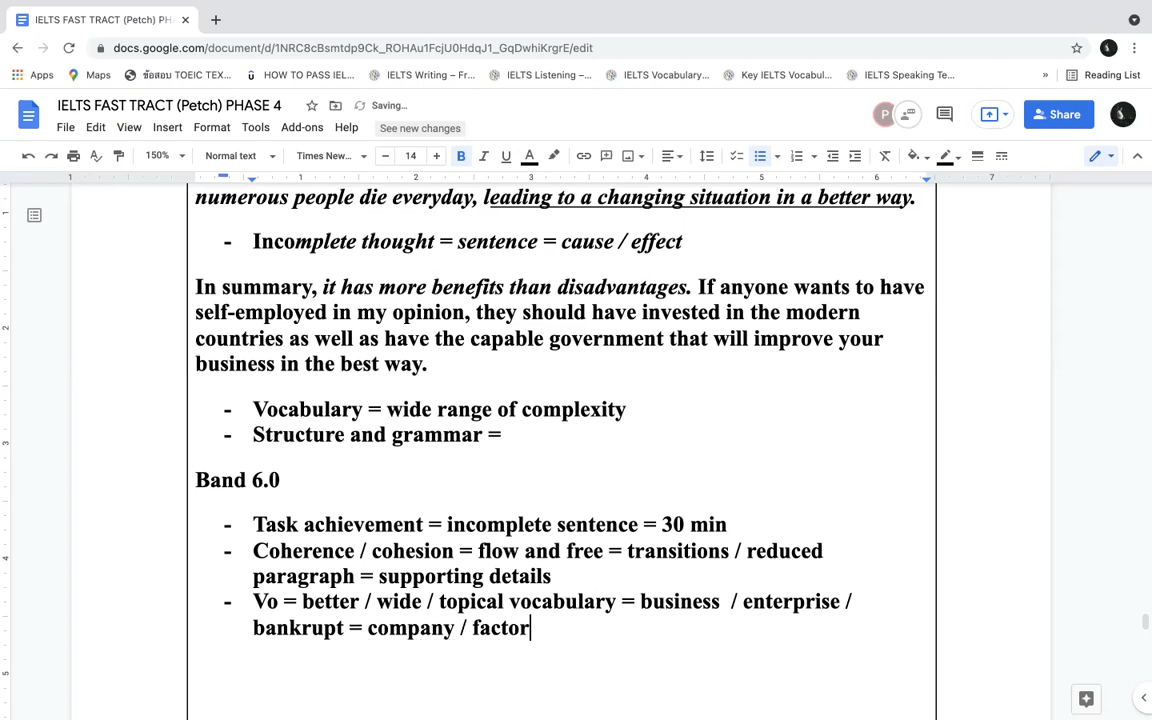 IELTS FAST TRACT (Petch) PH
docs.google.com/document/d/1NRC8cBsmtdp9Ck_ROHAu1FcjU0HdqJ1_GqDwhiKrgrE/edit
Apps Maps ข้อสอบ TOEIC TEX... HOW TO PASS IEL... IELTS Writing – Fr... IELTS Listening –... IELTS Vocabulary... Key IELTS Vocabul... IELTS Speaking Te... » Reading List
IELTS FAST TRACT (Petch) PHASE 4 Saving...
File Edit View Insert Format Tools Add-ons Help See new changes P Share
150% Normal text Times New... 14 B I U A
1 1 2 3 4 5 6 7
numerous people die everyday, leading to a changing situation in a better way.
- Incomplete thought = sentence = cause / effect
In summary, it has more benefits than disadvantages. If anyone wants to have
self-employed in my opinion, they should have invested in the modern
countries as well as have the capable government that will improve your
business in the best way.
- Vocabulary = wide range of complexity
- Structure and grammar =
Band 6.0
- Task achievement = incomplete sentence = 30 min
- Coherence / cohesion = flow and free = transitions / reduced
paragraph = supporting details
- Vo = better / wide / topical vocabulary = business / enterprise /
bankrupt = company / factor